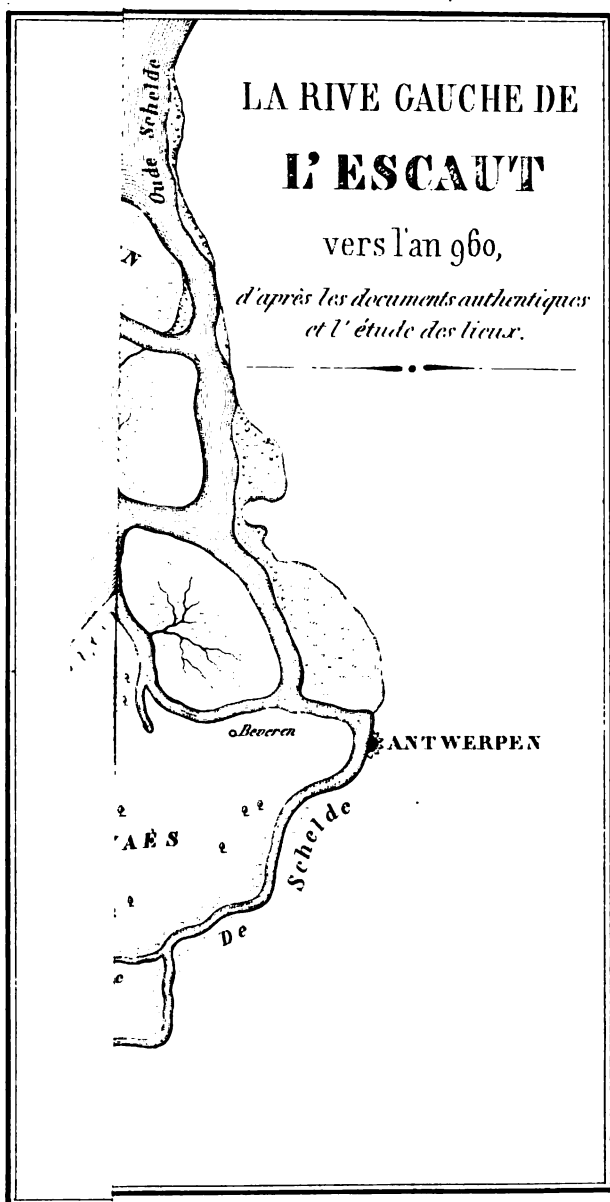 LA RIVE GAUCHE DE
L'ESCAUT
vers l'an 960,
d'après les documents authentiques
et l'étude des lieux.
Oude Schelde
N
Beveren
ANTWERPEN
AES
De Schelde